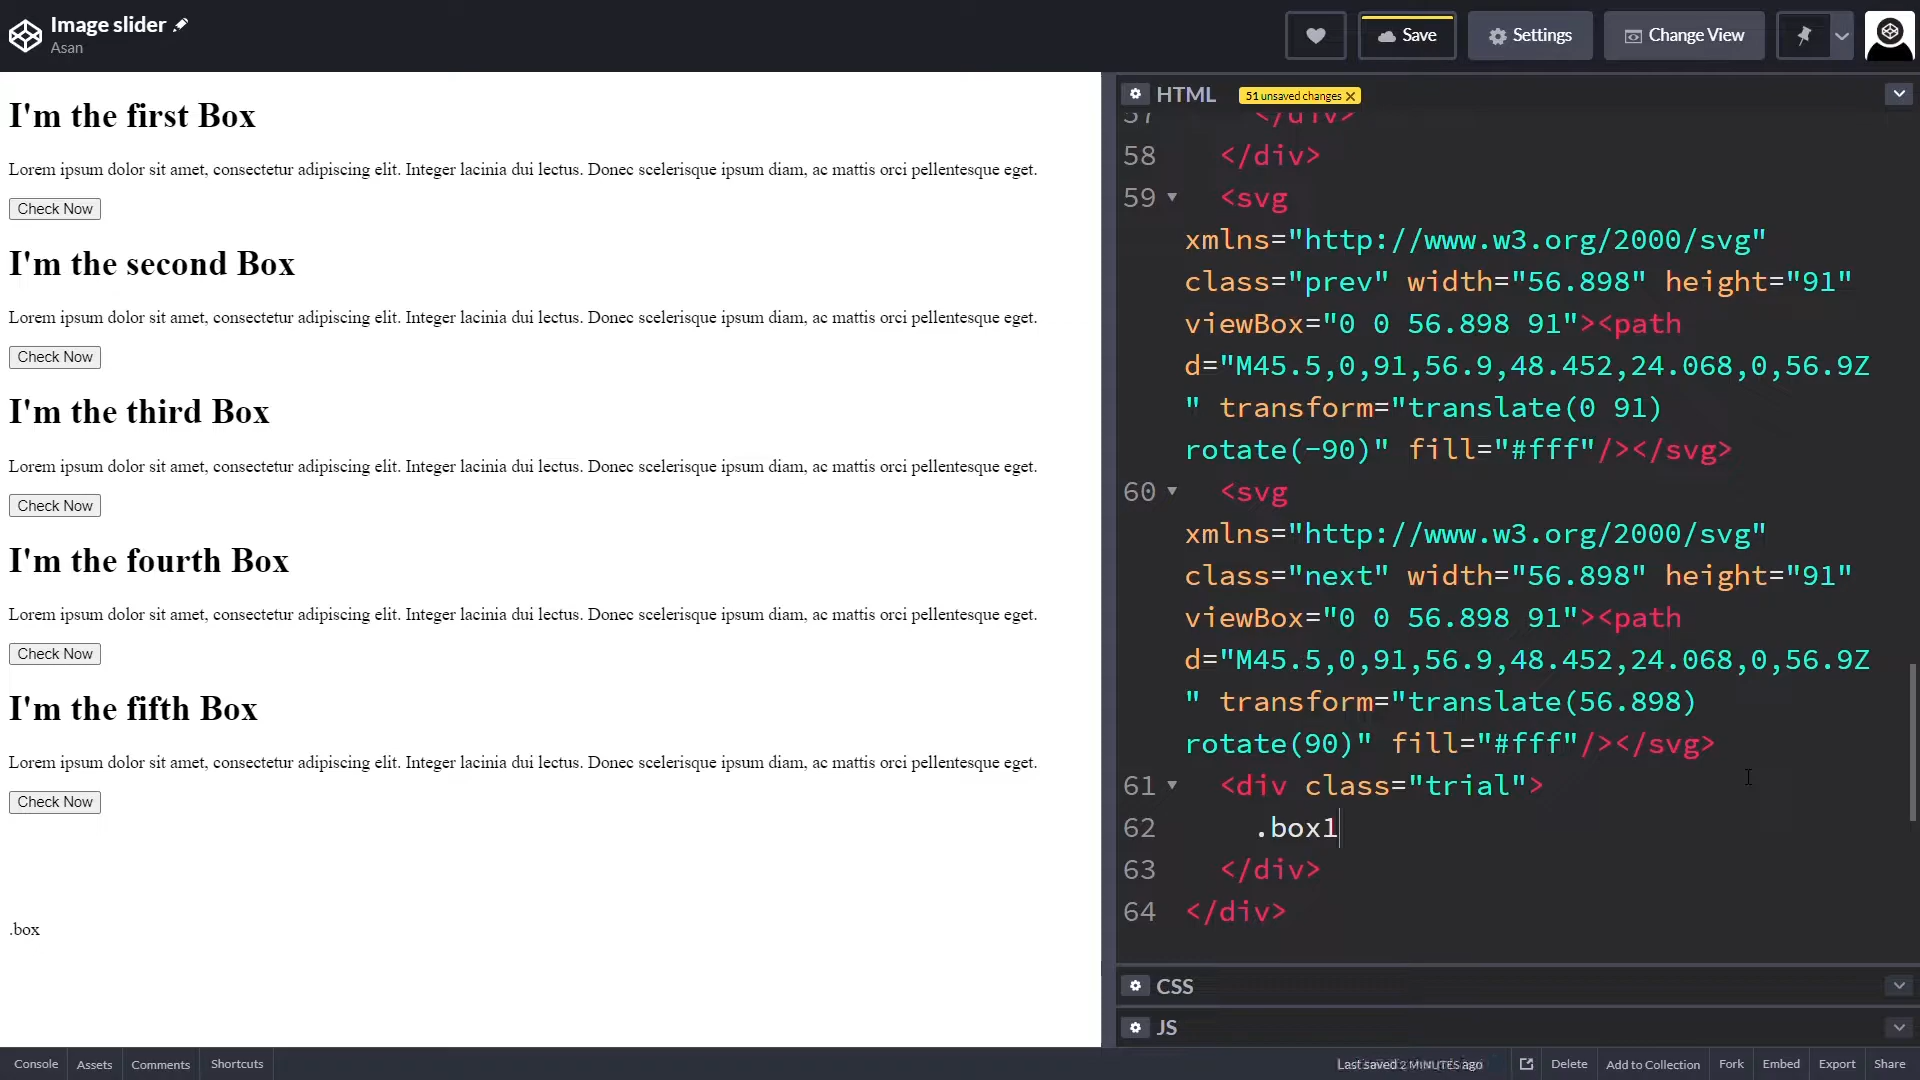 Image slider
Asan
Save
Settings
Change View
I'm the first Box
Lorem ipsum dolor sit amet, consectetur adipiscing elit. Integer lacinia dui lectus. Donec scelerisque ipsum diam, ac mattis orci pellentesque eget.
Check Now
I'm the second Box
Lorem ipsum dolor sit amet, consectetur adipiscing elit. Integer lacinia dui lectus. Donec scelerisque ipsum diam, ac mattis orci pellentesque eget.
Check Now
I'm the third Box
Lorem ipsum dolor sit amet, consectetur adipiscing elit. Integer lacinia dui lectus. Donec scelerisque ipsum diam, ac mattis orci pellentesque eget.
Check Now
I'm the fourth Box
Lorem ipsum dolor sit amet, consectetur adipiscing elit. Integer lacinia dui lectus. Donec scelerisque ipsum diam, ac mattis orci pellentesque eget.
Check Now
I'm the fifth Box
Lorem ipsum dolor sit amet, consectetur adipiscing elit. Integer lacinia dui lectus. Donec scelerisque ipsum diam, ac mattis orci pellentesque eget.
Check Now
.box
HTML
51 unsaved changes X
57 </div>
58 </div>
59 <svg
xmlns="http://www.w3.org/2000/svg"
class="prev" width="56.898" height="91"
viewBox="0 0 56.898 91"><path
d="M45.5,0,91,56.9,48.452,24.068,0,56.9Z
" transform="translate(0 91)
rotate(-90)" fill="#fff"/></svg>
60 <svg
xmlns="http://www.w3.org/2000/svg"
class="next" width="56.898" height="91"
viewBox="0 0 56.898 91"><path
d="M45.5,0,91,56.9,48.452,24.068,0,56.9Z
" transform="translate(56.898)
rotate(90)" fill="#fff"/></svg>
61 <div class="trial">
62 .box1
63 </div>
64 </div>
CSS
JS
Console
Assets
Comments
Shortcuts
Last saved 2 MINUTES ago
Delete
Add to Collection
Fork
Embed
Export
Share